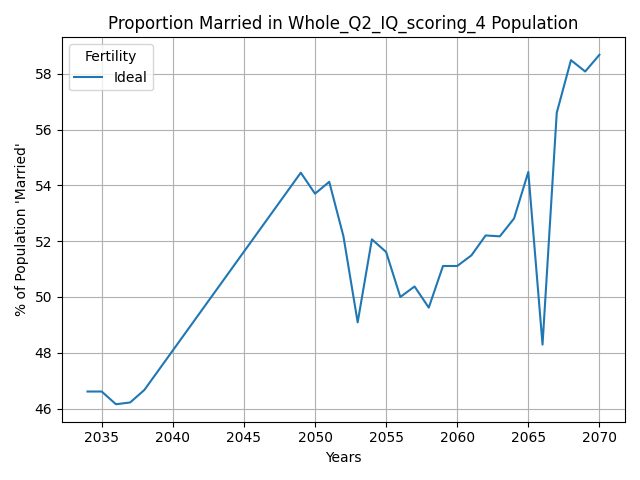 Proportion Married in Whole_Q2_IQ_scoring_4 Population
Fertility
Ideal
% of Population 'Married'
58
56
54
52
50
48
46
2035 2040 2045 2050 2055 2060 2065 2070
Years